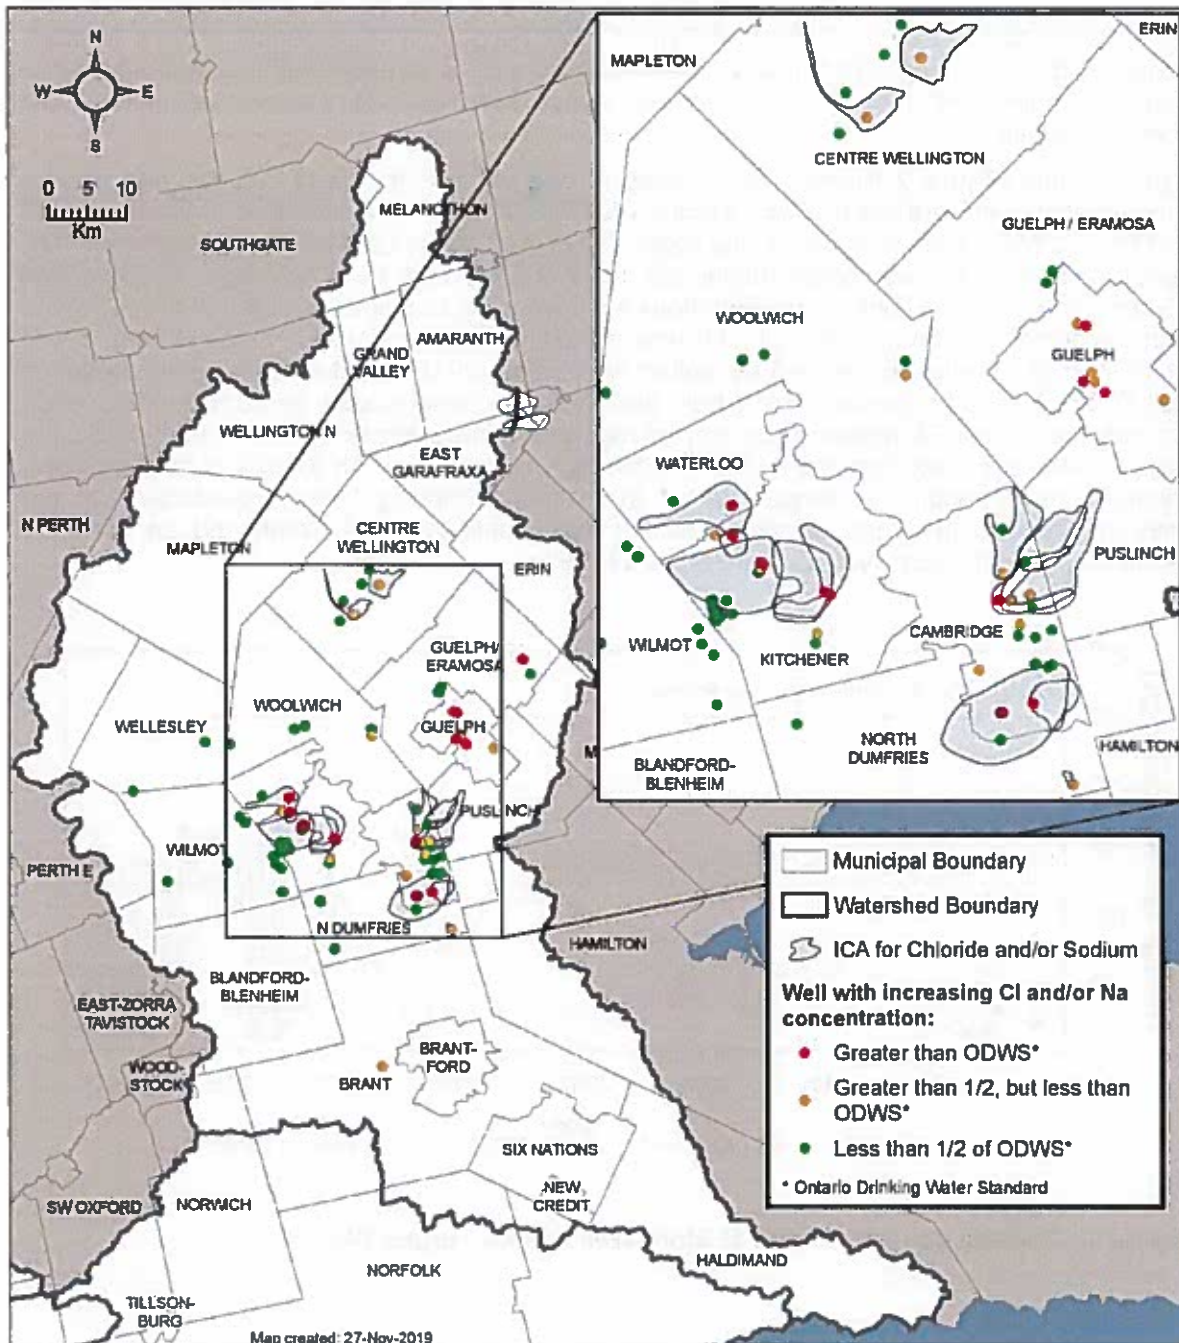 N
W E
S
0 5 10
Km
MELANCTHON
SOUTHGATE
AMARANTH
GRAND
VALLEY
WELLINGTON N
EAST
GARAFRAXA
N PERTH
MAPLETON
CENTRE
WELLINGTON
ERIN
GUELPH/
ERAMOSA
WOOLWICH
WELLESLEY
GUELPH
PUSLINCH
WILMOT
PERTH E
N DUMFRIES
HAMILTON
BLANDFORD-
BLENHEIM
EAST-ZORRA
TAVISTOCK
WOOD-
STOCK
BRANT-
FORD
BRANT
SIX NATIONS
NEW
CREDIT
SW OXFORD
NORWICH
NORFOLK
HALDIMAND
TILLSON-
BURG
Map created: 27-Nov-2019
MAPLETON
ERIN
CENTRE WELLINGTON
GUELPH / ERAMOSA
WOOLWICH
GUELPH
WATERLOO
PUSLINCH
CAMBRIDGE
WILMOT
KITCHENER
NORTH
DUMFRIES
HAMILTON
BLANDFORD-
BLENHEIM
M
Municipal Boundary
Watershed Boundary
ICA for Chloride and/or Sodium
Well with increasing Cl and/or Na
concentration:
Greater than ODWS*
Greater than 1/2, but less than
ODWS*
Less than 1/2 of ODWS*
* Ontario Drinking Water Standard